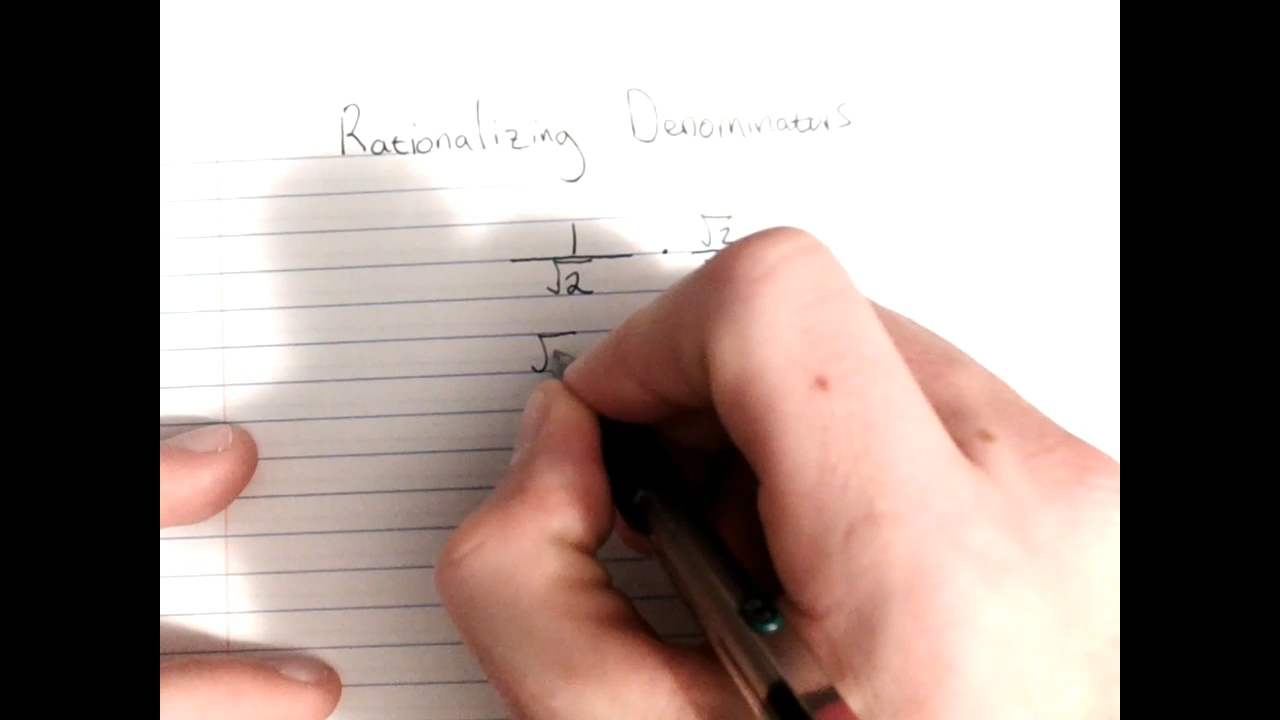 Rationalizing Denominators
1/√2 · √2
√